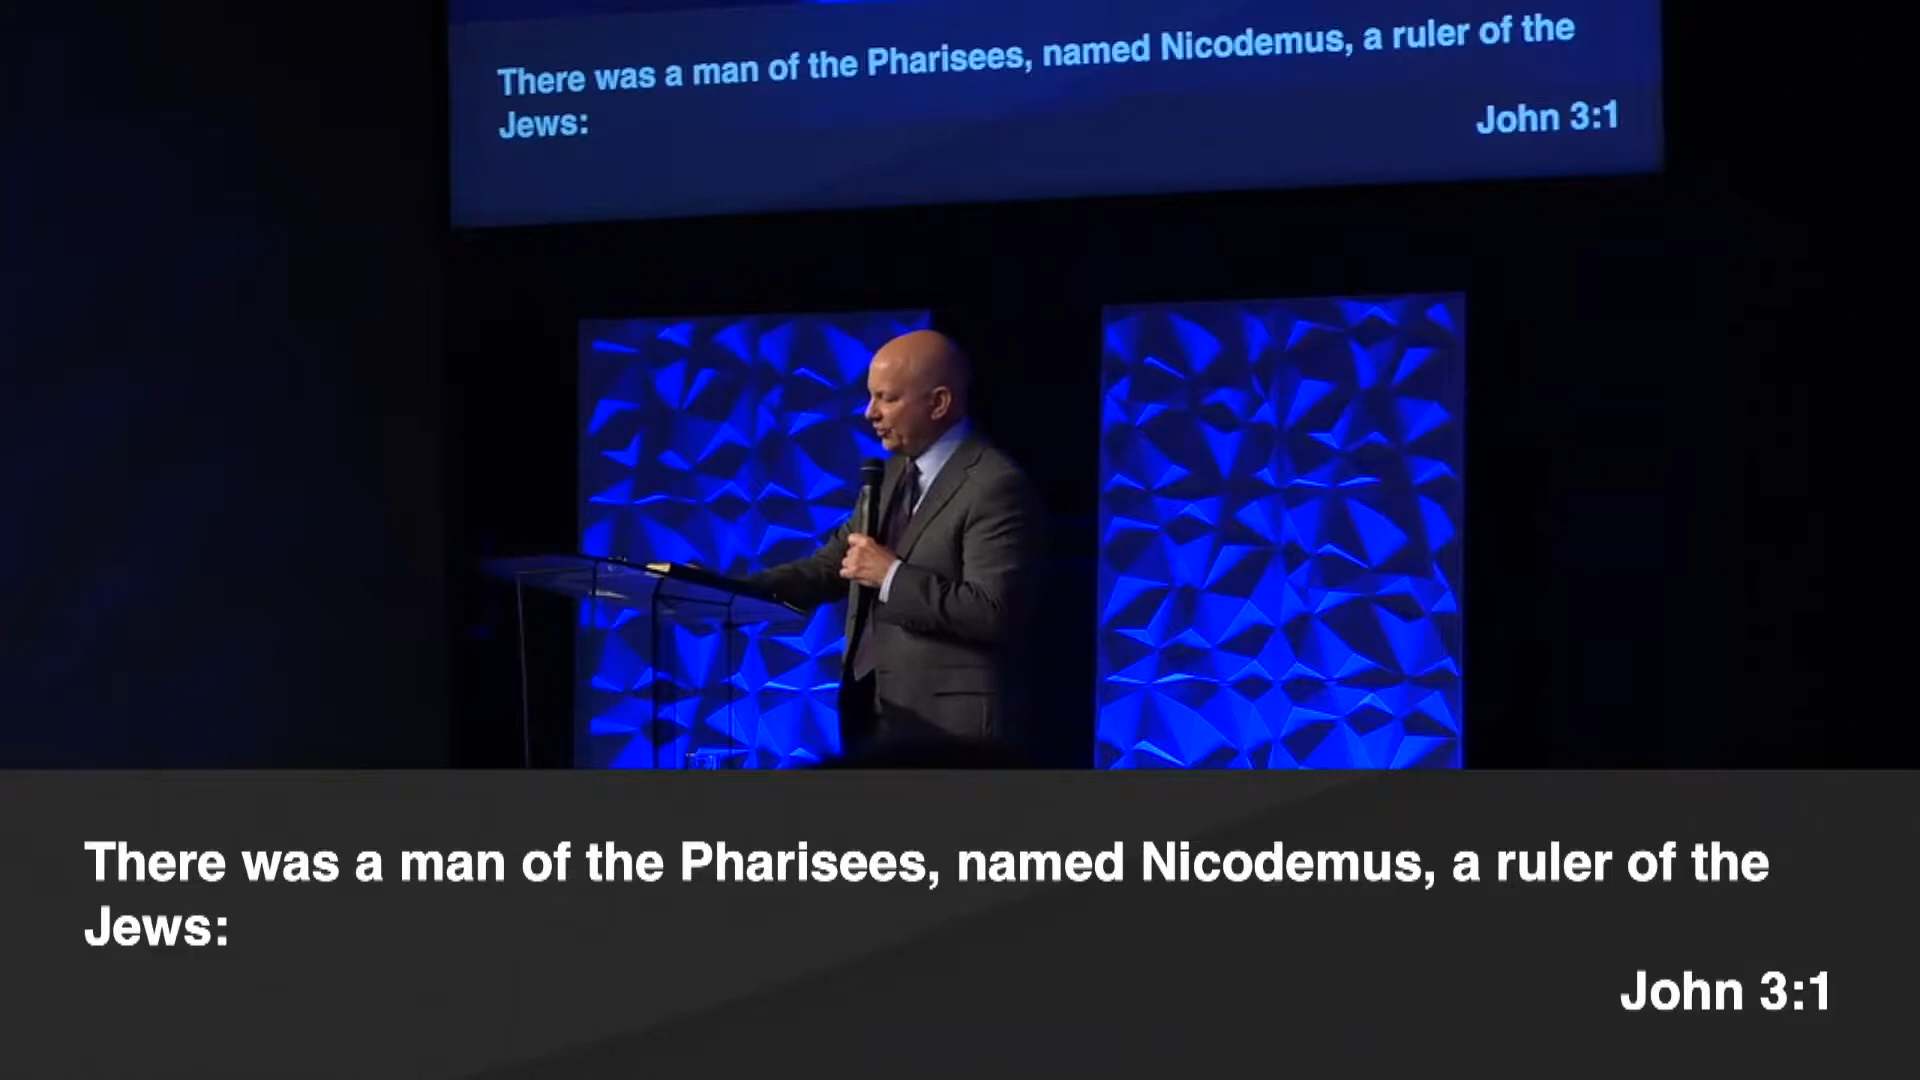 There was a man of the Pharisees, named Nicodemus, a ruler of the
Jews:
John 3:1
There was a man of the Pharisees, named Nicodemus, a ruler of the
Jews:
John 3:1